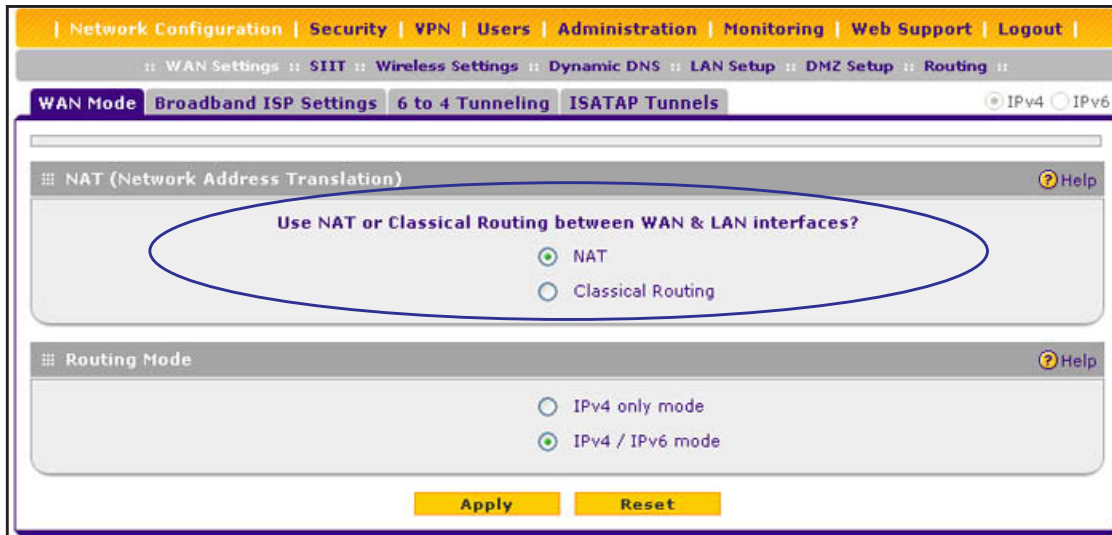 | Network Configuration | Security | VPN | Users | Administration | Monitoring | Web Support | Logout |
:: WAN Settings :: SIIT :: Wireless Settings :: Dynamic DNS :: LAN Setup :: DMZ Setup :: Routing ::
WAN Mode Broadband ISP Settings 6 to 4 Tunneling ISATAP Tunnels IPv4 IPv6
NAT (Network Address Translation) ? Help
Use NAT or Classical Routing between WAN & LAN interfaces?
NAT
Classical Routing
Routing Mode ? Help
IPv4 only mode
IPv4 / IPv6 mode
Apply Reset